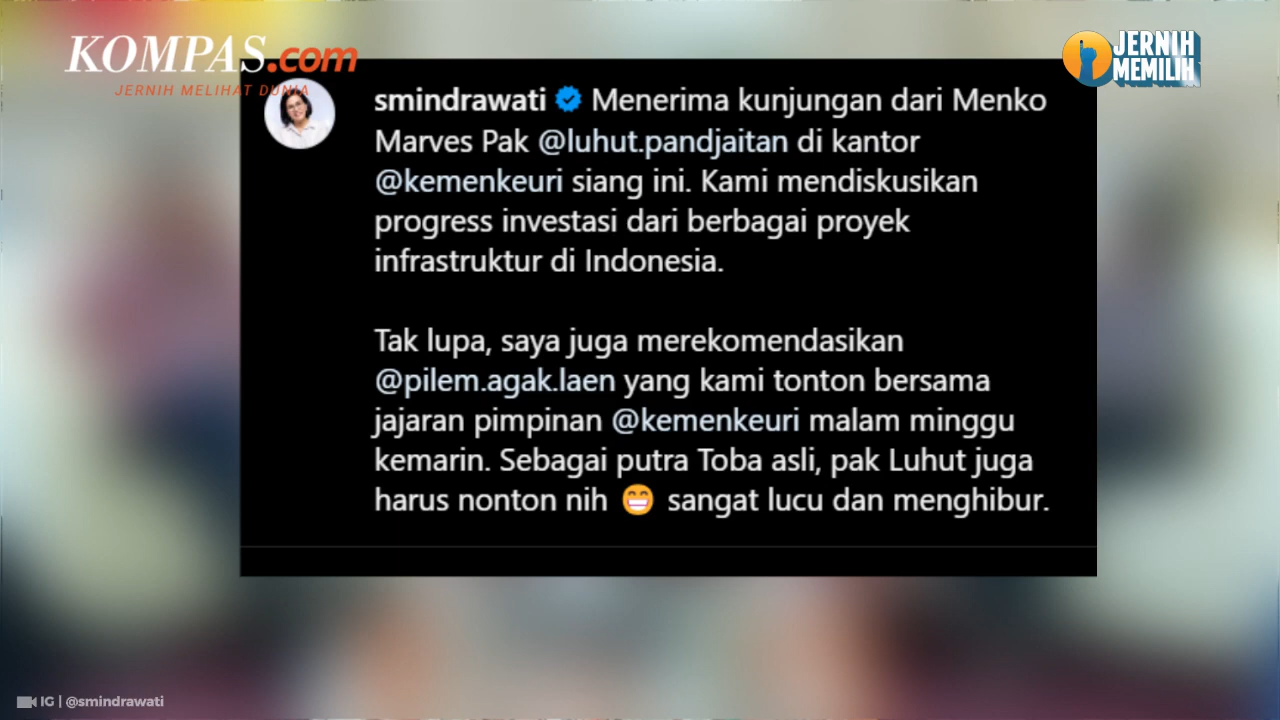 KOMPAS.com
JERNIH MELIHAT DUNIA
JERNIH
MEMILIH
smindrawati Menerima kunjungan dari Menko
Marves Pak @luhut.pandjaitan di kantor
@kemenkeuri siang ini. Kami mendiskusikan
progress investasi dari berbagai proyek
infrastruktur di Indonesia.
Tak lupa, saya juga merekomendasikan
@pilem.agak.laen yang kami tonton bersama
jajaran pimpinan @kemenkeuri malam minggu
kemarin. Sebagai putra Toba asli, pak Luhut juga
harus nonton nih 😁 sangat lucu dan menghibur.
IG | @smindrawati